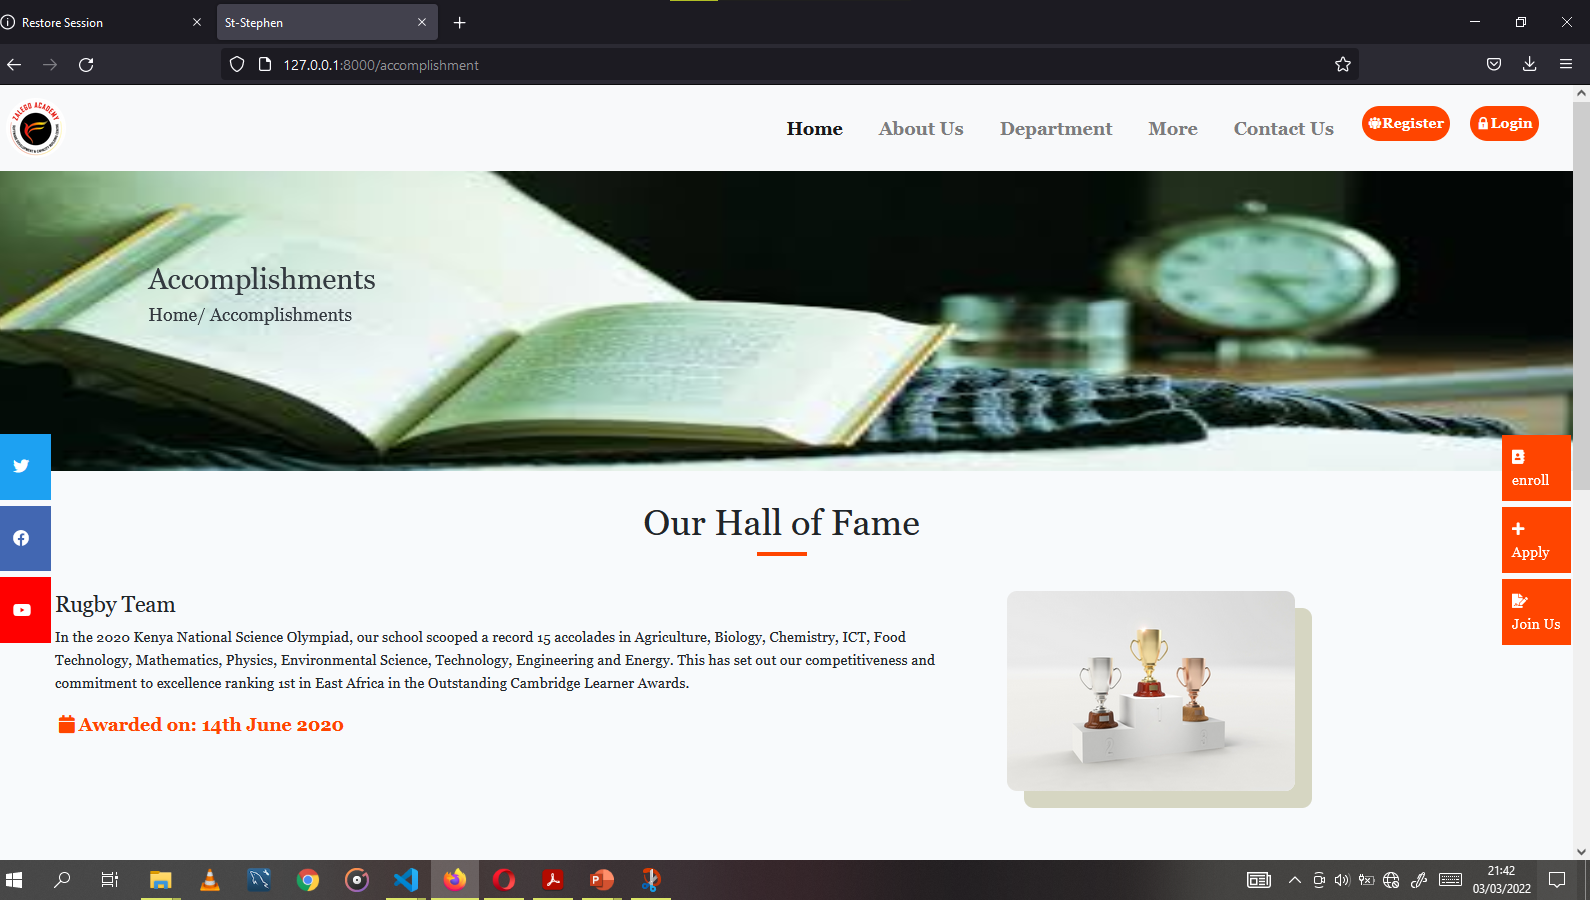 Restore Session
St-Stephen
127.0.0.1:8000/accomplishment
ZALEGO ACADEMY
Home
About Us
Department
More
Contact Us
Register
Login
Accomplishments
Home/ Accomplishments
enroll
Apply
Join Us
Our Hall of Fame
Rugby Team
In the 2020 Kenya National Science Olympiad, our school scooped a record 15 accolades in Agriculture, Biology, Chemistry, ICT, Food
Technology, Mathematics, Physics, Environmental Science, Technology, Engineering and Energy. This has set out our competitiveness and
commitment to excellence ranking 1st in East Africa in the Outstanding Cambridge Learner Awards.
Awarded on: 14th June 2020
21:42
03/03/2022